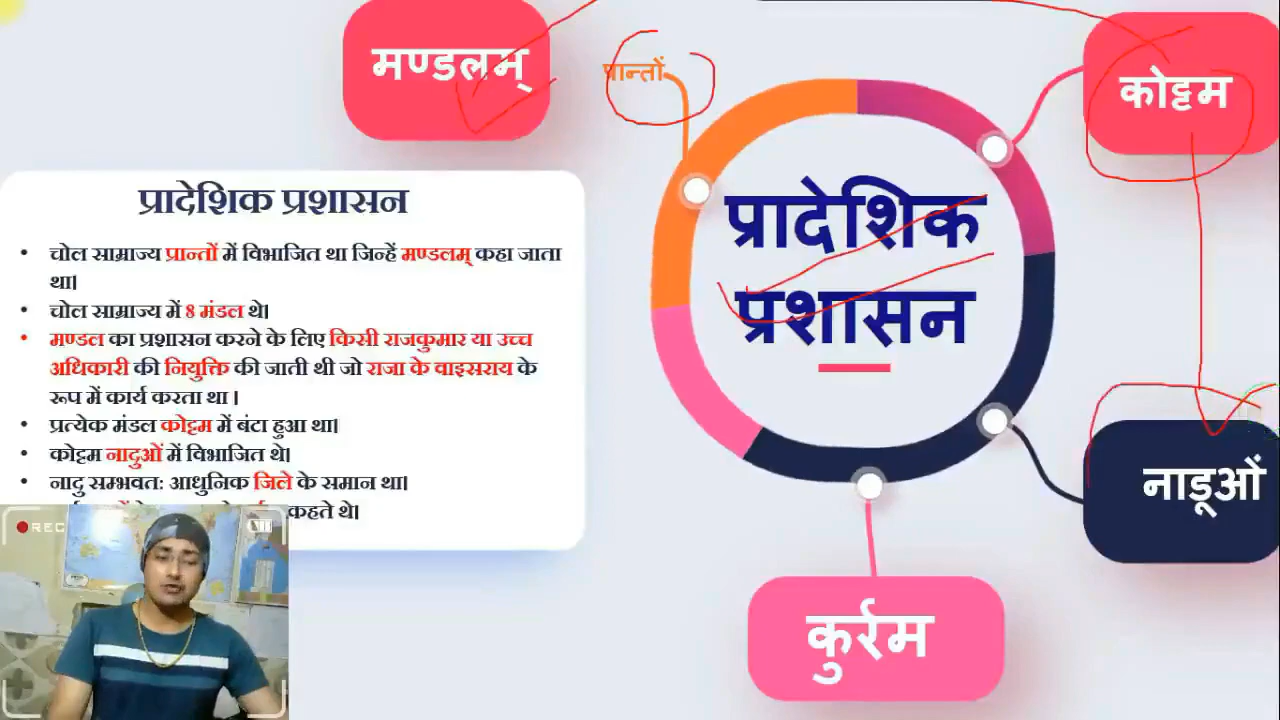 मण्डलम्
प्रान्तों
कोट्टम
प्रादेशिक प्रशासन
• चोल साम्राज्य प्रान्तों में विभाजित था जिन्हें मण्डलम् कहा जाता
था।
• चोल साम्राज्य में 8 मंडल थे।
• मण्डल का प्रशासन करने के लिए किसी राजकुमार या उच्च
अधिकारी की नियुक्ति की जाती थी जो राजा के वाइसराय के
रूप में कार्य करता था ।
• प्रत्येक मंडल कोट्टम में बंटा हुआ था।
• कोट्टम नादुओं में विभाजित थे।
• नादु सम्भवत: आधुनिक जिले के समान था।
कहते थे।
प्रादेशिक
प्रशासन
नाडूओं
कुर्रम
REC